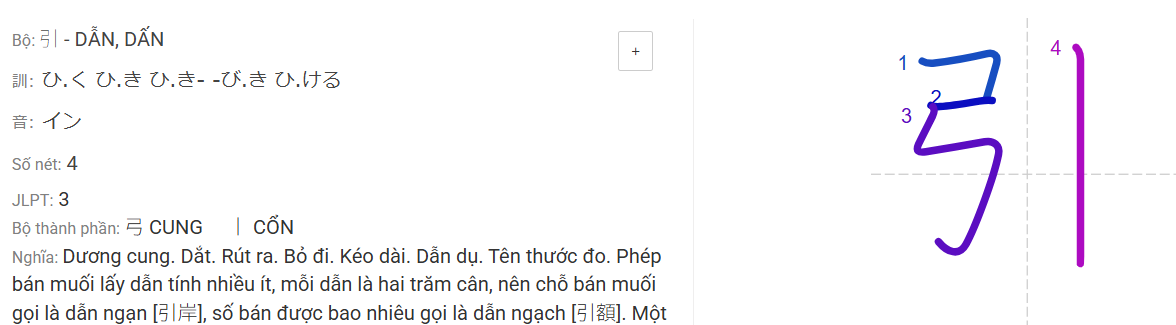 Bộ: 引 - DẪN, DẤN
+
訓: ひ.く ひ.き ひ.き- -び.き ひ.ける
音: イン
Số nét: 4
JLPT: 3
Bộ thành phần: 弓 CUNG 丨 CỔN
Nghĩa: Dương cung. Dắt. Rút ra. Bỏ đi. Kéo dài. Dẫn dụ. Tên thước đo. Phép
bán muối lấy dẫn tính nhiều ít, mỗi dẫn là hai trăm cân, nên chỗ bán muối
gọi là dẫn ngạn [引岸], số bán được bao nhiêu gọi là dẫn ngạch [引額]. Một
引
1
2
3
4